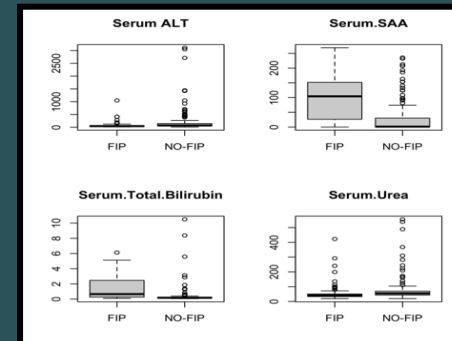 Serum ALT
2500
1000
0
FIP NO-FIP
Serum.SAA
200
100
0
FIP NO-FIP
Serum.Total.Bilirubin
10
8
6
4
2
0
FIP NO-FIP
Serum.Urea
400
200
0
FIP NO-FIP